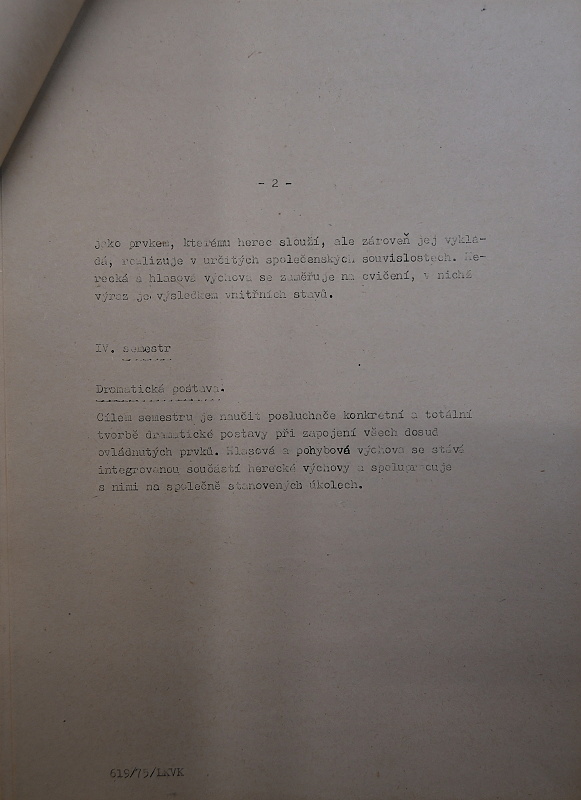 - 2 -
jako prvkem, kterému herec slouží, ale zároveň jej vyklá-
dá, realizuje v určitých společenských souvislostech. He-
recká a hlasová výchova se zaměřuje na cvičení, v nichž
výraz je výsledkem vnitřních stavů.
IV. semestr
Dramatická postava.
Cílem semestru je naučit posluchače konkretní a totální
tvorbě dramatické postavy při zapojení všech dosud
ovládnutých prvků. Hlasová a pohybová výchova se stává
integrovanou součástí herecké výchovy a spolupracuje
s nimi na společně stanovených úkolech.
619/75/LKVK